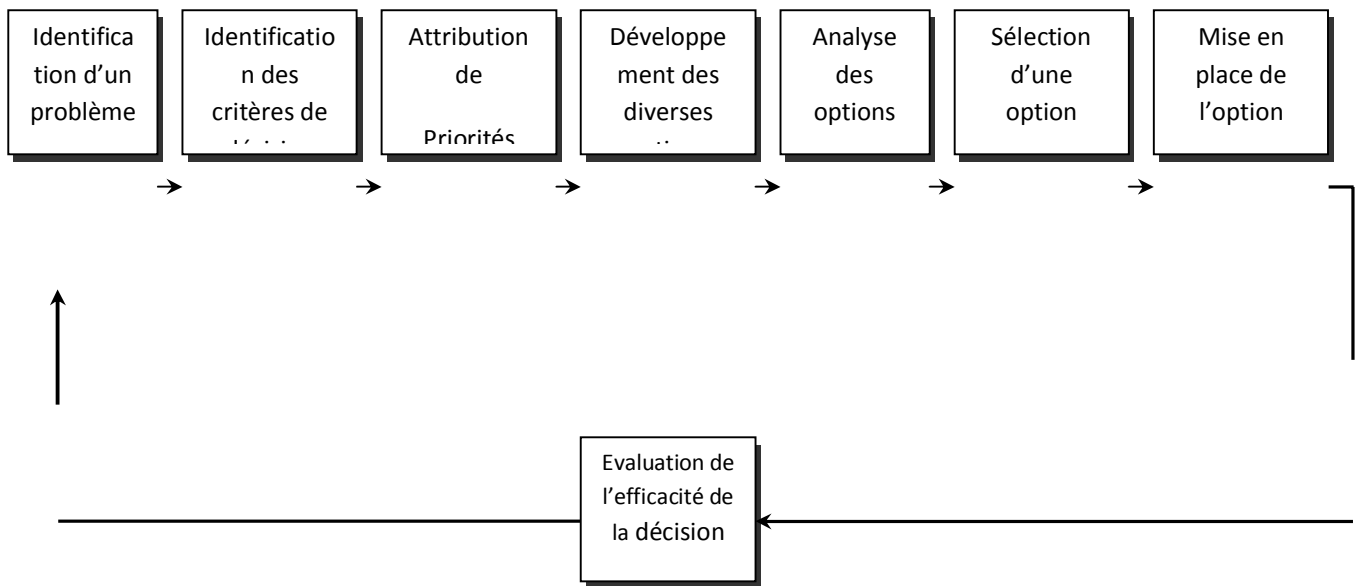 Identifica
tion d’un
problème
Identificatio
n des
critères de
Attribution
de
Priorités
Développe
ment des
diverses
Analyse
des
options
Sélection
d’une
option
Mise en
place de
l’option
Evaluation de
l’efficacité de
la décision